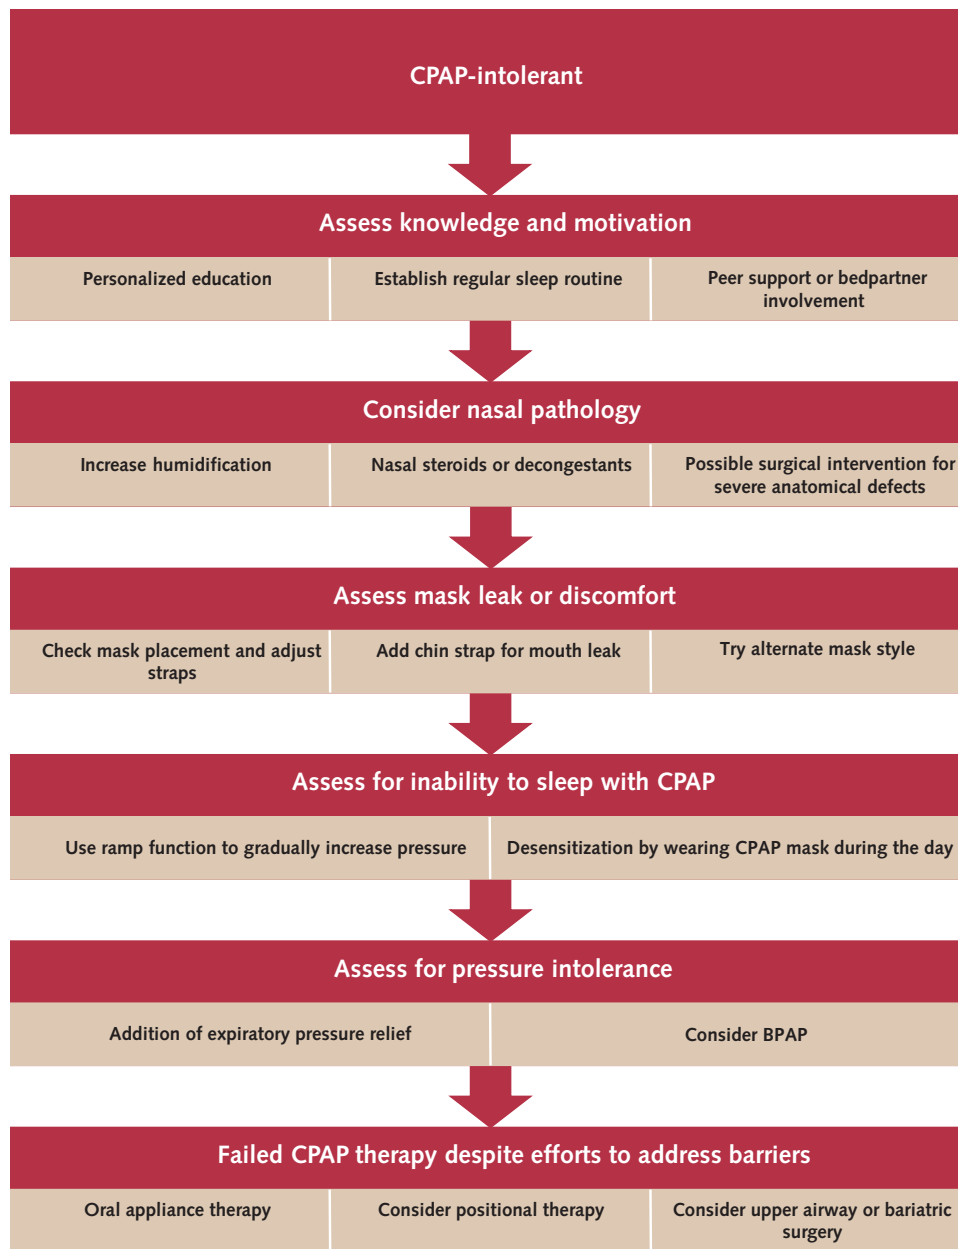 CPAP-intolerant
Assess knowledge and motivation
Personalized education
Establish regular sleep routine
Peer support or bedpartner
involvement
Consider nasal pathology
Increase humidification
Nasal steroids or decongestants
Possible surgical intervention for
severe anatomical defects
Assess mask leak or discomfort
Check mask placement and adjust
straps
Add chin strap for mouth leak
Try alternate mask style
Assess for inability to sleep with CPAP
Use ramp function to gradually increase pressure
Desensitization by wearing CPAP mask during the day
Assess for pressure intolerance
Addition of expiratory pressure relief
Consider BPAP
Failed CPAP therapy despite efforts to address barriers
Oral appliance therapy
Consider positional therapy
Consider upper airway or bariatric
surgery